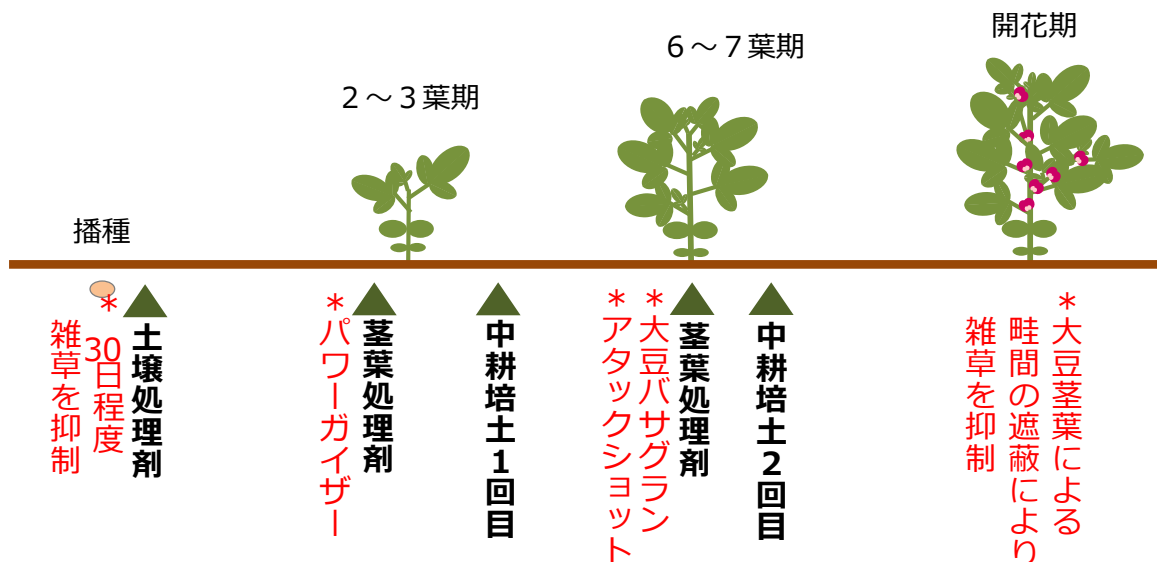 播種
２～３葉期
６～７葉期
開花期
土壌処理剤
＊30日程度
雑草を抑制
茎葉処理剤
＊パワーガイザー
中耕培土１回目
茎葉処理剤
＊大豆バサグラン
＊アタックショット
中耕培土２回目
＊大豆茎葉による
畦間の遮蔽により
雑草を抑制